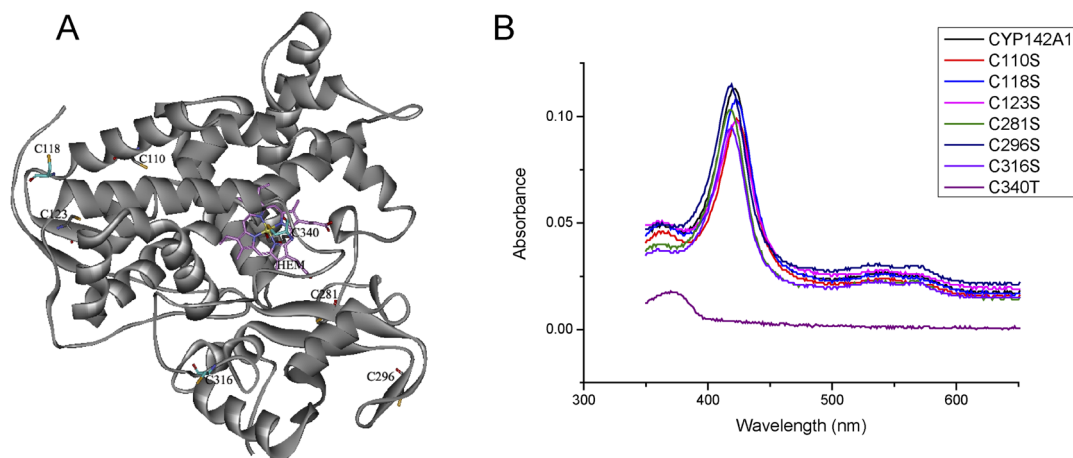 A
C118
C110
C123
C340
HEM
C281
C316
C296
B
CYP142A1
C110S
C118S
C123S
C281S
C296S
C316S
C340T
0.10
0.05
0.00
Absorbance
300
400
500
600
Wavelength (nm)